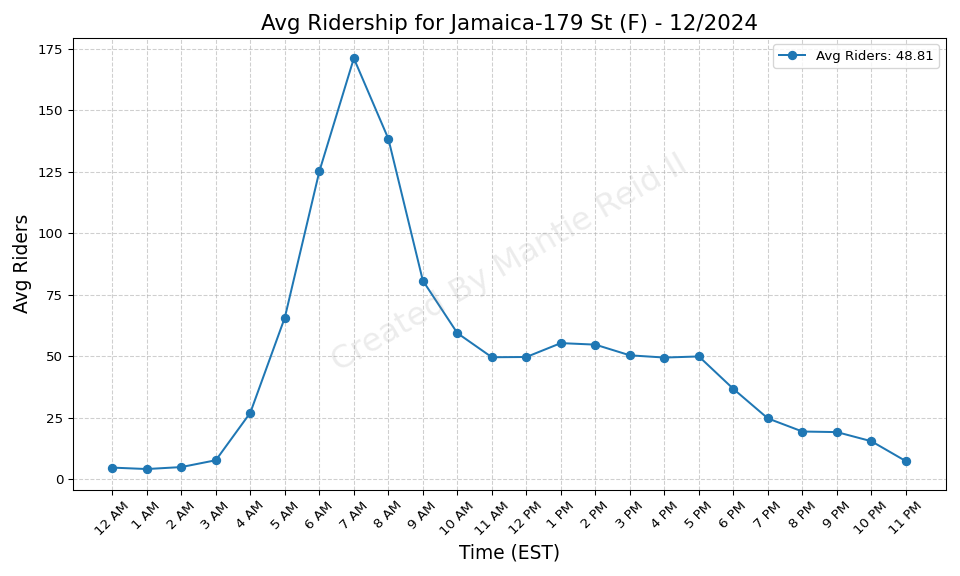 Avg Ridership for Jamaica-179 St (F) - 12/2024
Avg Riders: 48.81
175
150
125
100
75
50
25
0
Avg Riders
Created By Mantle Reid II
12 AM
1 AM
2 AM
3 AM
4 AM
5 AM
6 AM
7 AM
8 AM
9 AM
10 AM
11 AM
12 PM
1 PM
2 PM
3 PM
4 PM
5 PM
6 PM
7 PM
8 PM
9 PM
10 PM
11 PM
Time (EST)